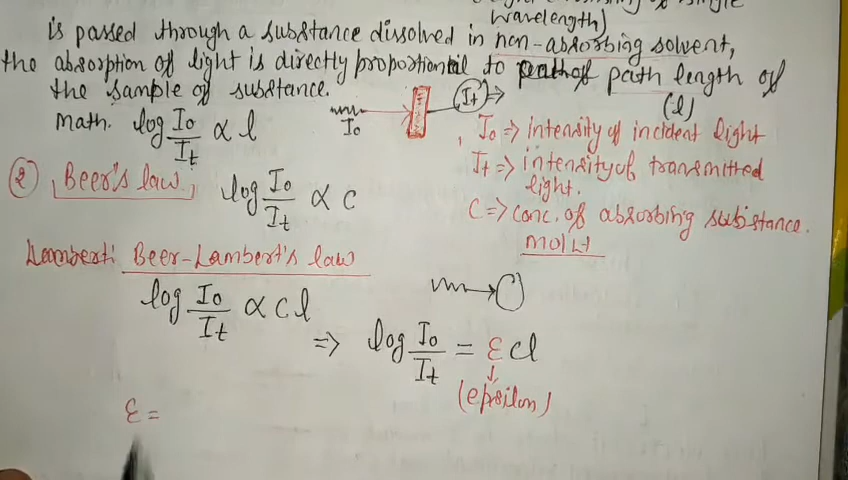 wavelength)
is passed through a substance dissolved in non-absorbing solvent,
the absorption of light is directly proportional to path length of
the sample of substance. (l)
Math. log I₀/Iₜ ∝ l
I₀
Iₜ ⇒
I₀ => intensity of incident light
Iₜ => intensity of transmitted
light.
C => conc. of absorbing substance.
mol L-1
② Beer's law log I₀/Iₜ ∝ c
Lambert: Beer-Lambert's law
log I₀/Iₜ ∝ c l
=> log I₀/Iₜ = ε c l
↓
(epsilon)
ε =